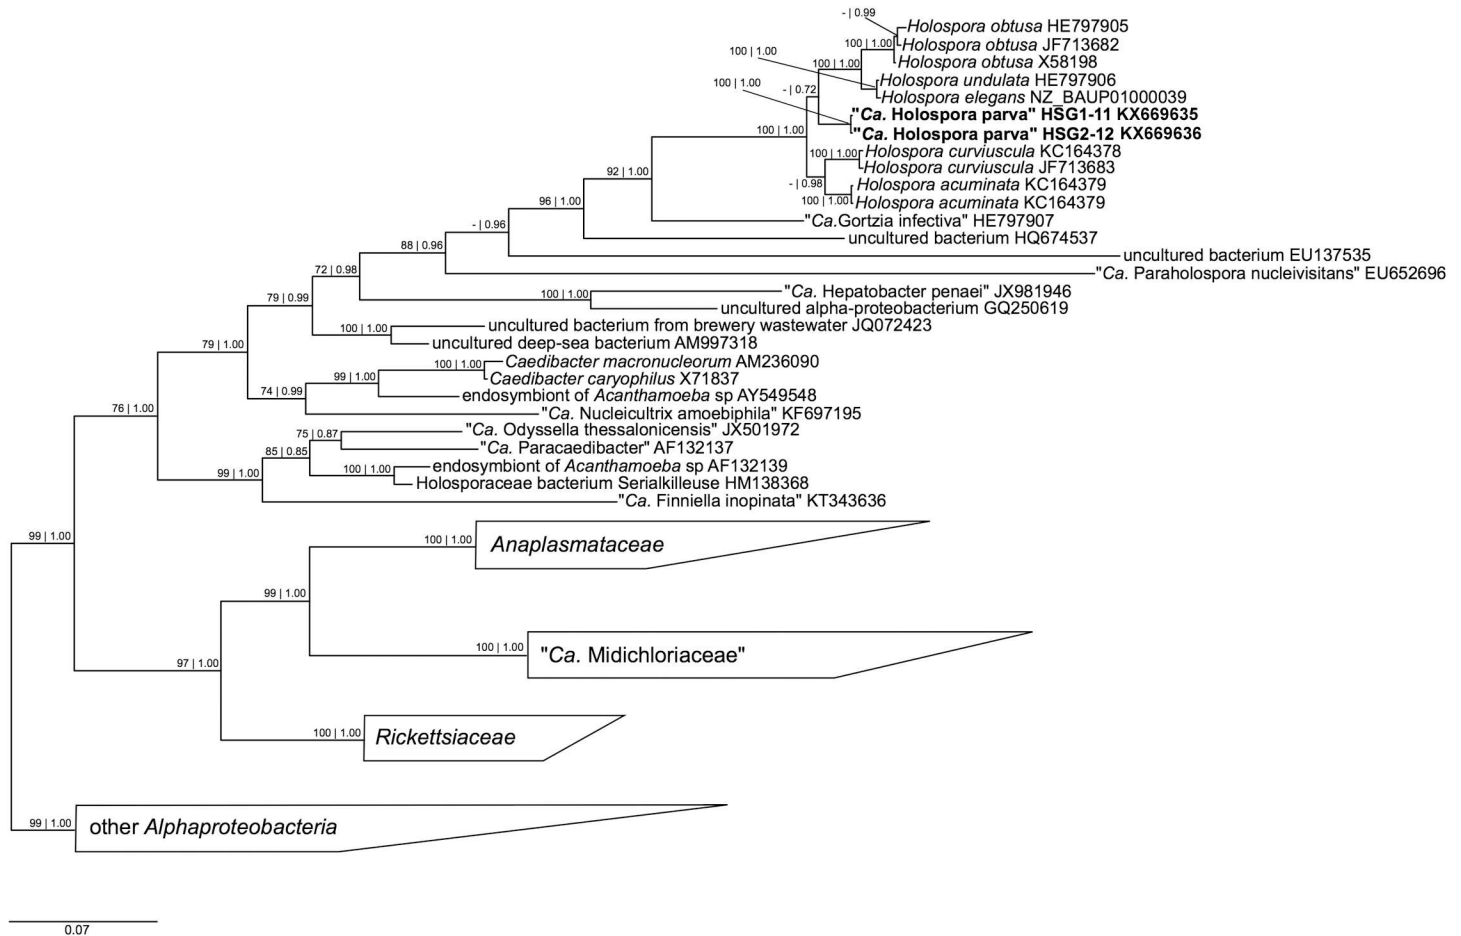 - | 0.99
Holospora obtusa HE797905
100 | 1.00
Holospora obtusa JF713682
100 | 1.00
100 | 1.00
Holospora obtusa X58198
Holospora undulata HE797906
100 | 1.00
- | 0.72
Holospora elegans NZ_BAUP01000039
"Ca. Holospora parva" HSG1-11 KX669635
100 | 1.00
"Ca. Holospora parva" HSG2-12 KX669636
100 | 1.00
Holospora curviuscula KC164378
Holospora curviuscula JF713683
92 | 1.00
- | 0.98
Holospora acuminata KC164379
96 | 1.00
100 | 1.00
Holospora acuminata KC164379
"Ca.Gortzia infectiva" HE797907
- | 0.96
uncultured bacterium HQ674537
88 | 0.96
uncultured bacterium EU137535
72 | 0.98
"Ca. Paraholospora nucleivisitans" EU652696
79 | 0.99
100 | 1.00
"Ca. Hepatobacter penaei" JX981946
uncultured alpha-proteobacterium GQ250619
100 | 1.00
uncultured bacterium from brewery wastewater JQ072423
79 | 1.00
uncultured deep-sea bacterium AM997318
100 | 1.00
Caedibacter macronucleorum AM236090
99 | 1.00
Caedibacter caryophilus X71837
74 | 0.99
endosymbiont of Acanthamoeba sp AY549548
76 | 1.00
"Ca. Nucleicultrix amoebiphila" KF697195
75 | 0.87
"Ca. Odyssella thessalonicensis" JX501972
85 | 0.85
"Ca. Paracaedibacter" AF132137
99 | 1.00
100 | 1.00
endosymbiont of Acanthamoeba sp AF132139
Holosporaceae bacterium Serialkilleuse HM138368
"Ca. Finniella inopinata" KT343636
99 | 1.00
100 | 1.00
Anaplasmataceae
99 | 1.00
100 | 1.00
"Ca. Midichloriaceae"
97 | 1.00
100 | 1.00
Rickettsiaceae
99 | 1.00
other Alphaproteobacteria
0.07